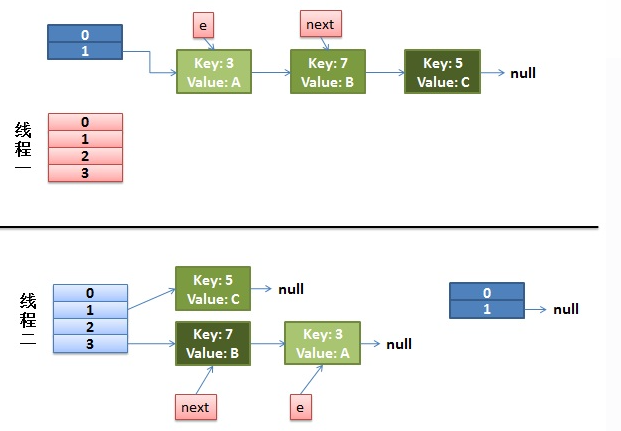 e
next
0
1
Key: 3
Value: A
Key: 7
Value: B
Key: 5
Value: C
null
线程一
0
1
2
3
线程二
0
1
2
3
Key: 5
Value: C
null
Key: 7
Value: B
Key: 3
Value: A
null
next
e
0
1
null